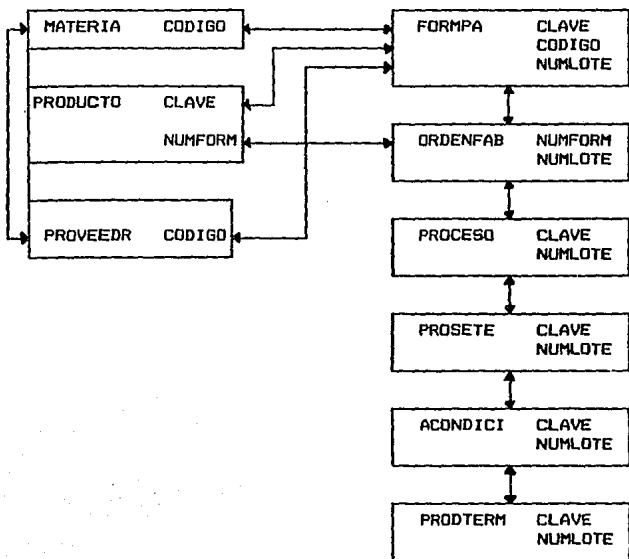 MATERIA CODIGO
PRODUCTO CLAVE
NUMFORM
PROVEEDR CODIGO
FORMPA CLAVE
CODIGO
NUMLOTE
ORDENFAB NUMFORM
NUMLOTE
PROCESO CLAVE
NUMLOTE
PROSETE CLAVE
NUMLOTE
ACONDICI CLAVE
NUMLOTE
PRODTERM CLAVE
NUMLOTE